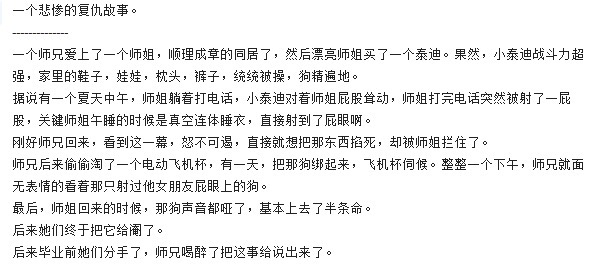 一个悲惨的复仇故事。
--------------
一个师兄爱上了一个师姐，顺理成章的同居了，然后漂亮师姐买了一个泰迪。果然，小泰迪战斗力超
强，家里的鞋子，娃娃，枕头，裤子，统统被操，狗精遍地。
据说有一个夏天中午，师姐躺着打电话，小泰迪对着师姐屁股耸动，师姐打完电话突然被射了一屁
股，关键师姐午睡的时候是真空连体睡衣，直接射到了屁眼啊。
刚好师兄回来，看到这一幕，怒不可遏，直接就想把那东西掐死，却被师姐拦住了。
师兄后来偷偷淘了一个电动飞机杯，有一天，把那狗绑起来，飞机杯伺候。整整一个下午，师兄就面
无表情的看着那只射过他女朋友屁眼上的狗。
最后，师姐回来的时候，那狗声音都哑了，基本上去了半条命。
后来她们终于把它给阉了。
后来毕业前她们分手了，师兄喝醉了把这事给说出来了。